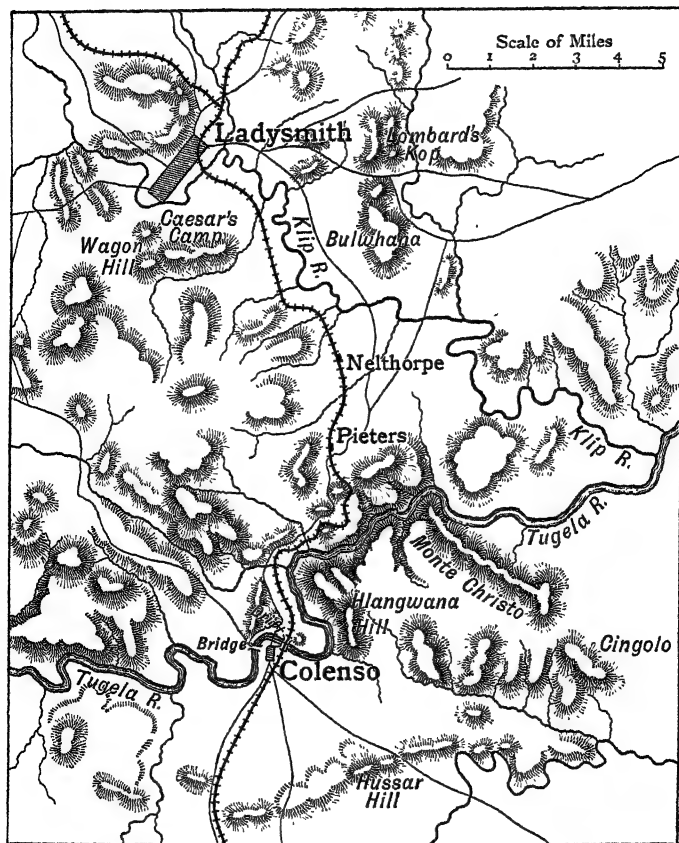 Scale of Miles
0 1 2 3 4 5
Ladysmith
Lombard's
Kop
Caesar's
Camp
Wagon
Hill
Klip R.
Bulwhana
Nelthorpe
Pieters
Klip R.
Tugela R.
Monte Christo
Hlangwana
Hill
Cingolo
Bridge
Colenso
Tugela R.
Hussar
Hill